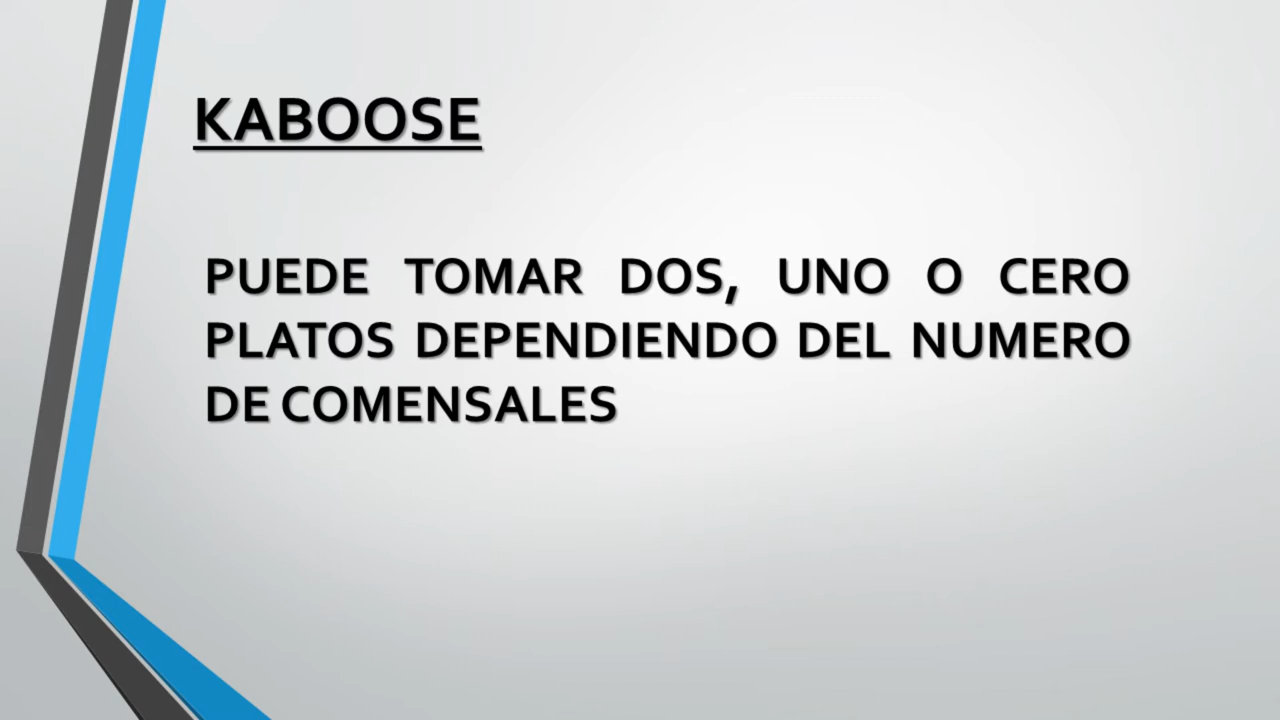 KABOOSE
PUEDE TOMAR DOS, UNO O CERO
PLATOS DEPENDIENDO DEL NUMERO
DE COMENSALES